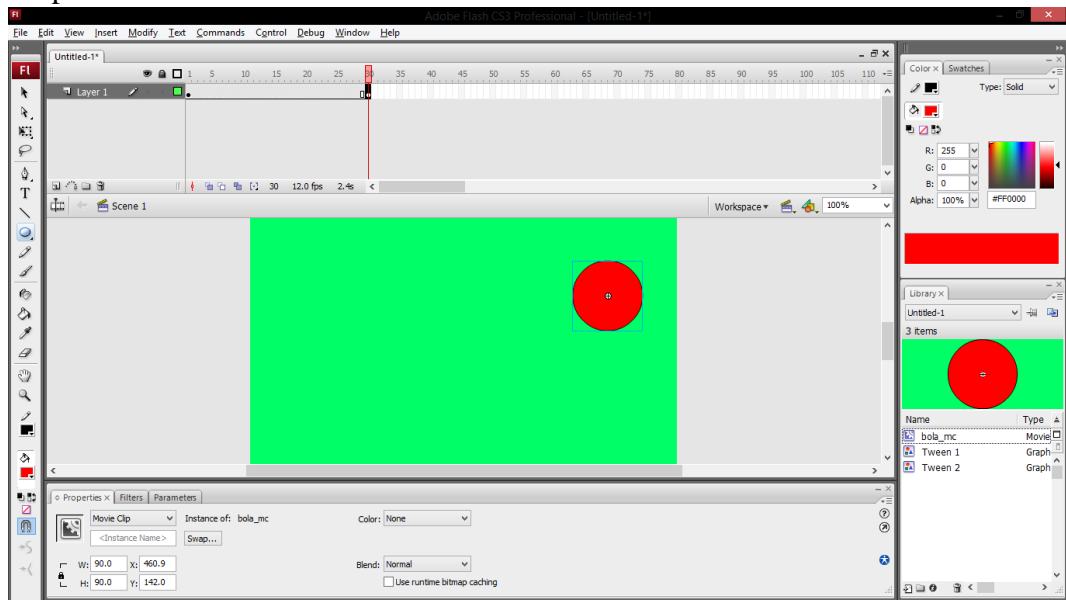 Fl Adobe Flash CS3 Professional - [Untitled-1*]
File Edit View Insert Modify Text Commands Control Debug Window Help
Untitled-1*
1 5 10 15 20 25 30 35 40 45 50 55 60 65 70 75 80 85 90 95 100 105 110
Layer 1
30 12.0 fps 2.4s
Scene 1
Workspace 100%
Fl
T
Color Swatches
Type: Solid
R: 255
G: 0
B: 0
Alpha: 100% #FF0000
Library
Untitled-1
3 items
Name Type
bola_mc Movie
Tween 1 Graph
Tween 2 Graph
Properties Filters Parameters
Movie Clip Instance of: bola_mc Color: None
<Instance Name> Swap...
W: 90.0 X: 460.9 Blend: Normal
H: 90.0 Y: 142.0 Use runtime bitmap caching